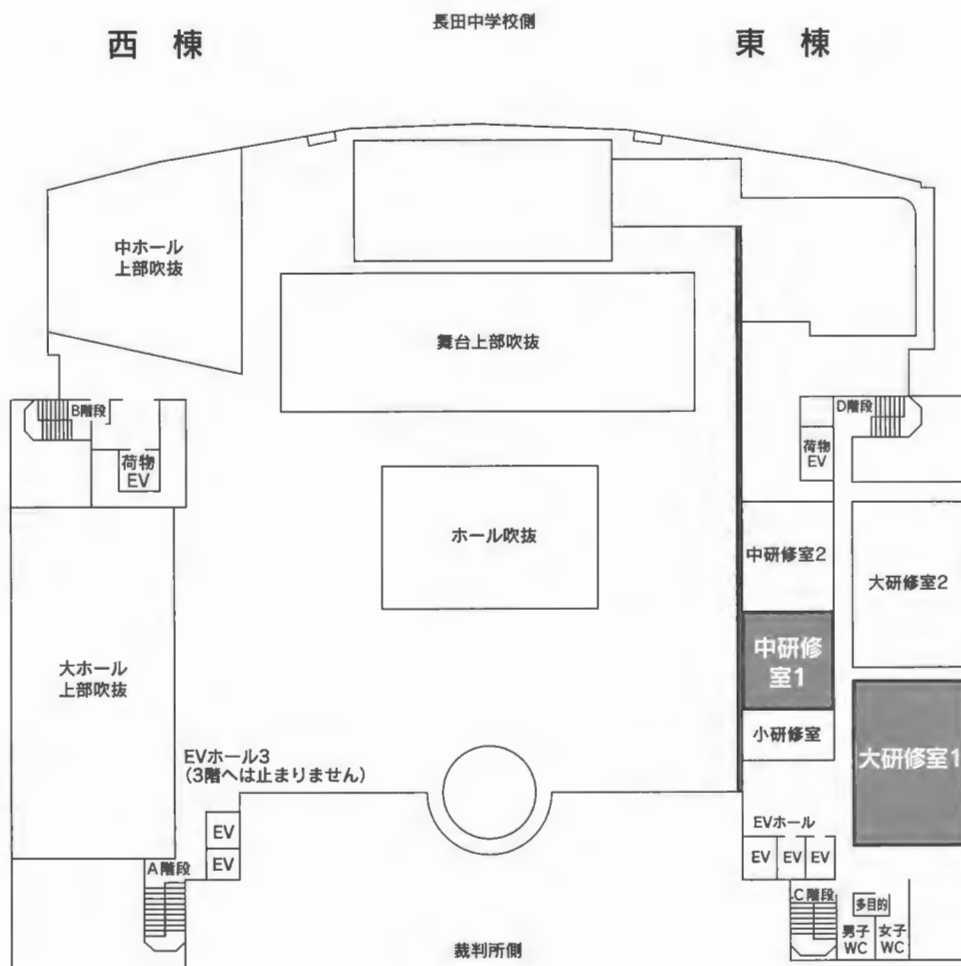 長田中学校側
西 棟
東 棟
中ホール
上部吹抜
舞台上部吹抜
B階段
荷物
EV
D階段
荷物
EV
ホール吹抜
中研修室2
大研修室2
中研修
室1
大ホール
上部吹抜
小研修室
大研修室1
EVホール3
(3階へは止まりません)
EV
EV
A階段
EVホール
EV
EV
EV
C階段
多目的
男子
WC
女子
WC
裁判所側